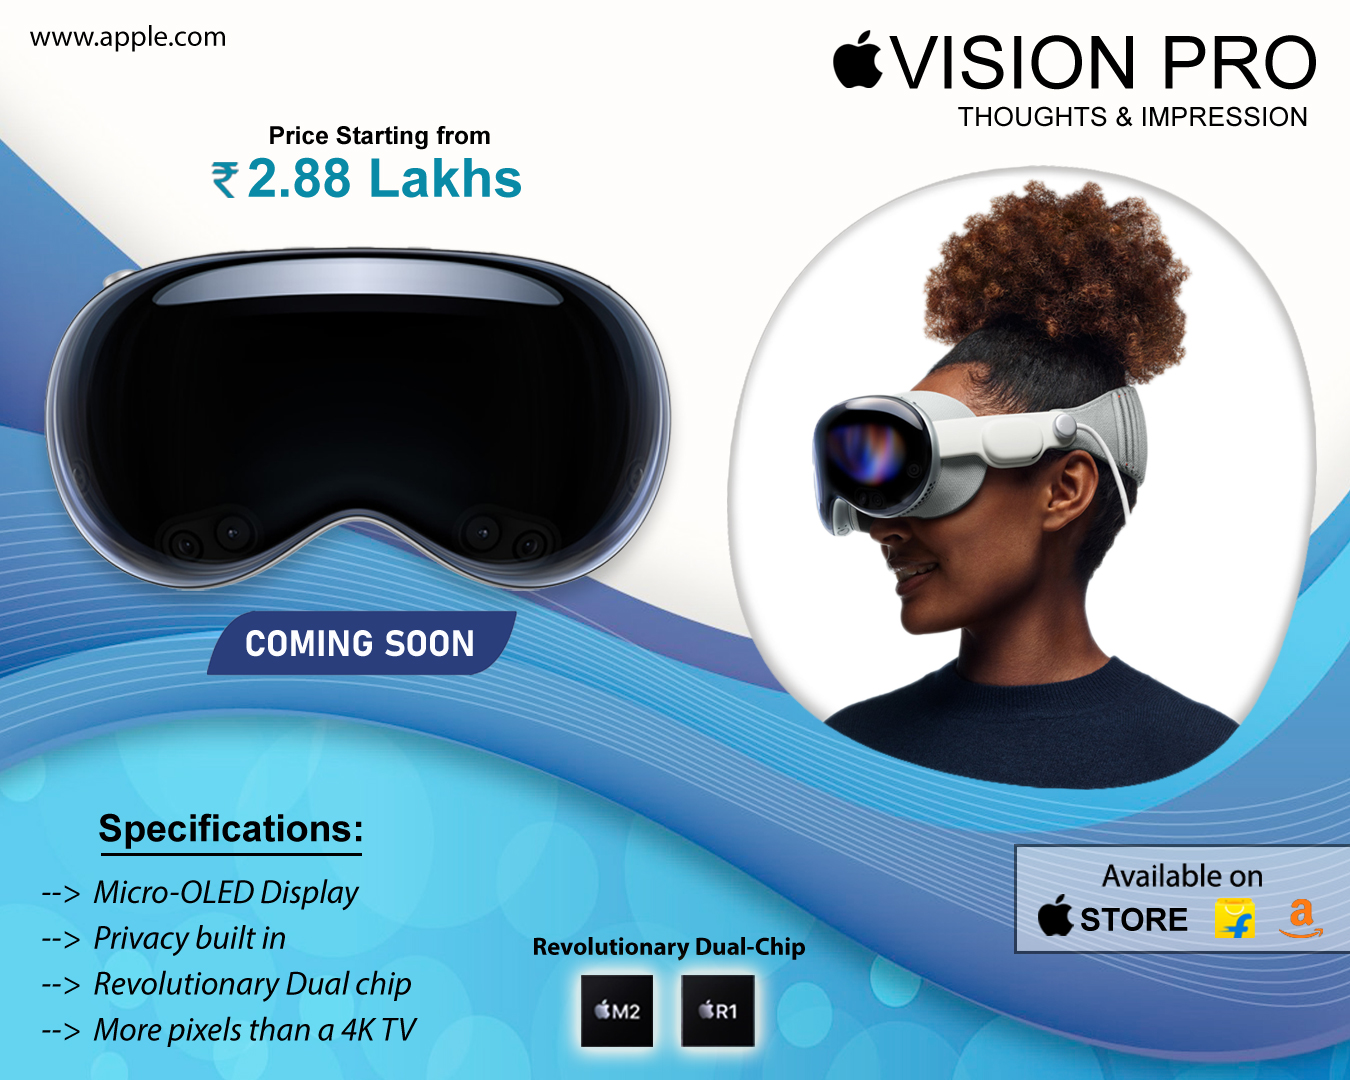 www.apple.com
VISION PRO
THOUGHTS & IMPRESSION
Price Starting from
₹ 2.88 Lakhs
COMING SOON
Specifications:
--> Micro-OLED Display
--> Privacy built in
--> Revolutionary Dual chip
--> More pixels than a 4K TV
Revolutionary Dual-Chip
M2
R1
Available on
STORE